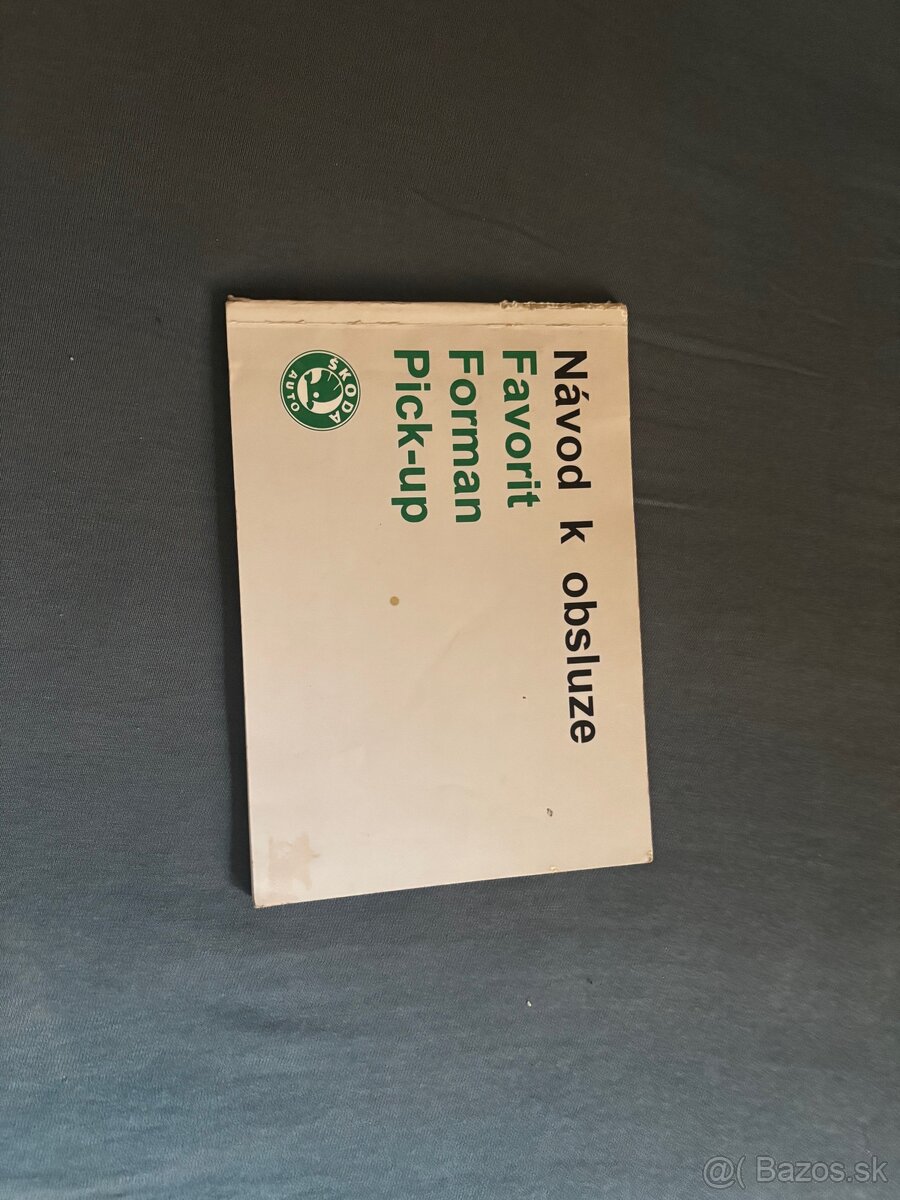 Návod k obsluze
Favorit
Forman
Pick-up
ŠKODA
AUTO
@( Bazos.sk